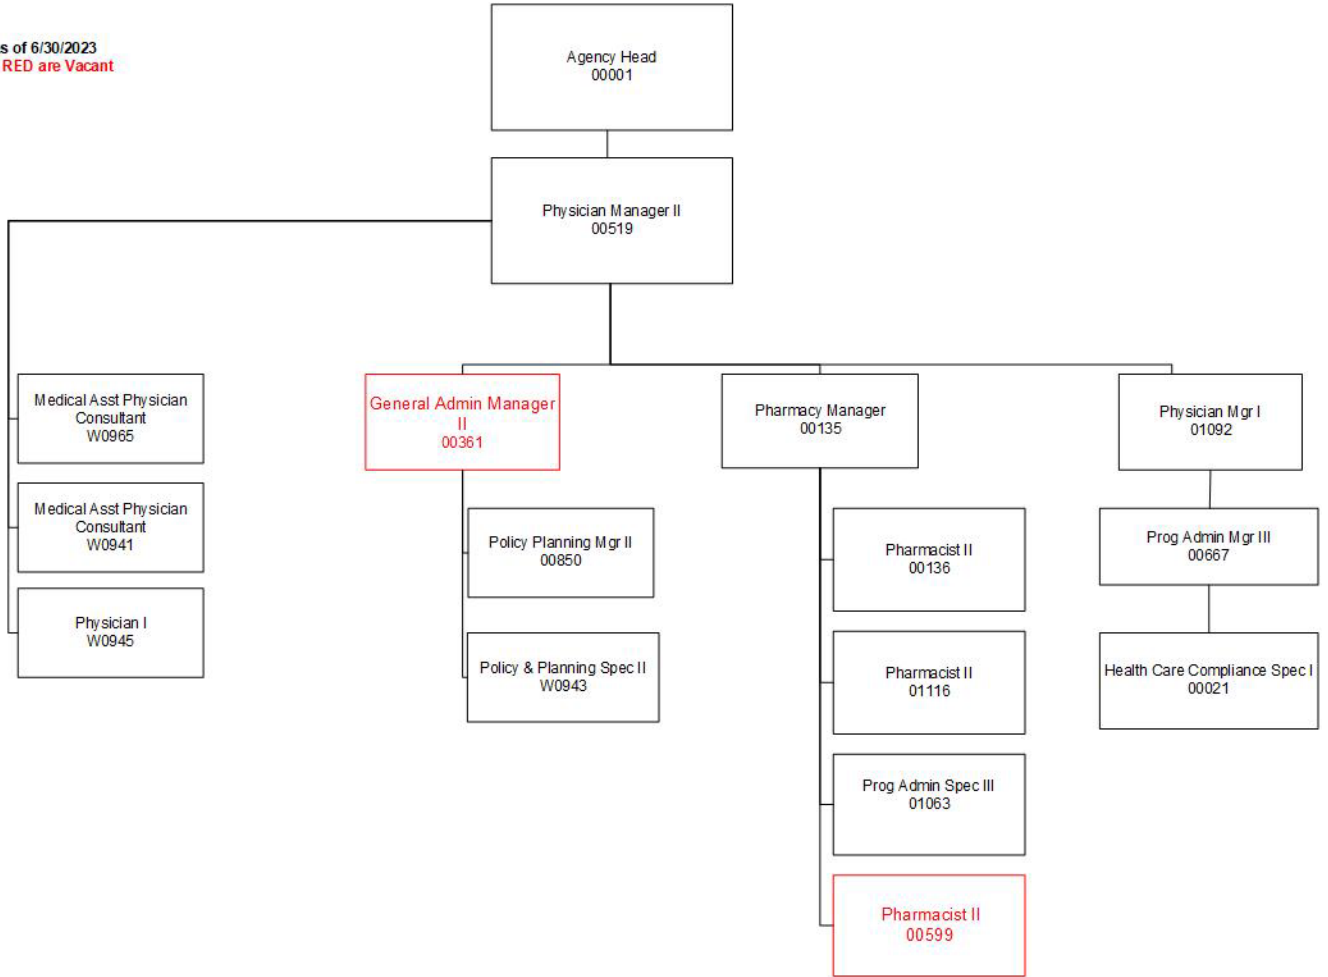 s of 6/30/2023
RED are Vacant
Agency Head
00001
Physician Manager II
00519
Medical Asst Physician
Consultant
W0965
Medical Asst Physician
Consultant
W0941
Physician I
W0945
General Admin Manager
II
00361
Policy Planning Mgr II
00850
Policy & Planning Spec II
W0943
Pharmacy Manager
00135
Pharmacist II
00136
Pharmacist II
01116
Prog Admin Spec III
01063
Pharmacist II
00599
Physician Mgr I
01092
Prog Admin Mgr III
00667
Health Care Compliance Spec I
00021